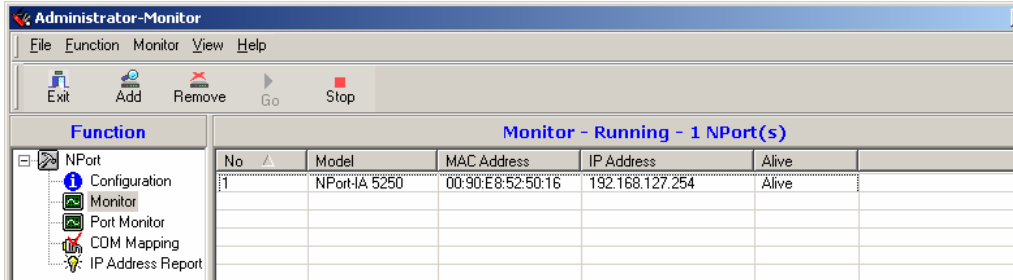 Administrator-Monitor
File Function Monitor View Help
Exit Add Remove Go Stop
Function
Monitor - Running - 1 NPort(s)
NPort
Configuration
Monitor
Port Monitor
COM Mapping
IP Address Report
No Model MAC Address IP Address Alive
1 NPort-IA 5250 00:90:E8:52:50:16 192.168.127.254 Alive